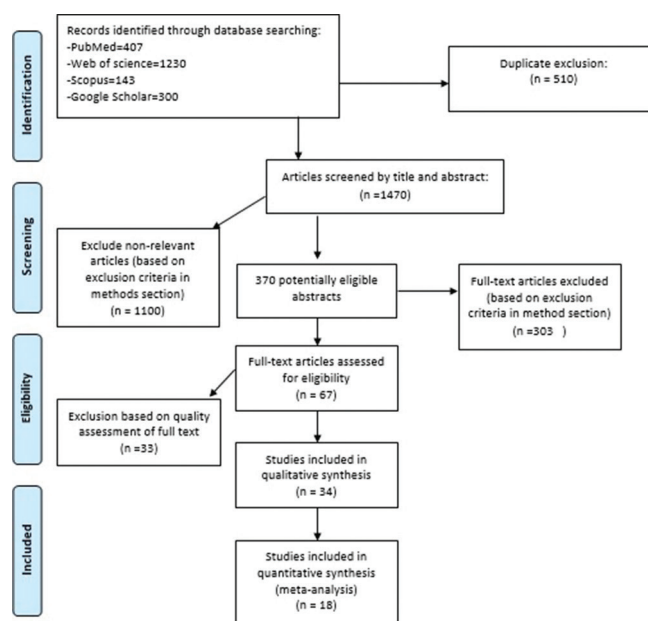 Identification
Records identified through database searching:
-PubMed=407
-Web of science=1230
-Scopus=143
-Google Scholar=300
Duplicate exclusion:
(n = 510)
Articles screened by title and abstract:
(n =1470)
Screening
Exclude non-relevant
articles (based on
exclusion criteria in
methods section)
(n = 1100)
370 potentially eligible
abstracts
Full-text articles excluded
(based on exclusion
criteria in method section)
(n =303 )
Eligibility
Full-text articles assessed
for eligibility
(n = 67)
Exclusion based on quality
assessment of full text
(n =33)
Studies included in
qualitative synthesis
(n = 34)
Included
Studies included in
quantitative synthesis
(meta-analysis)
(n = 18)